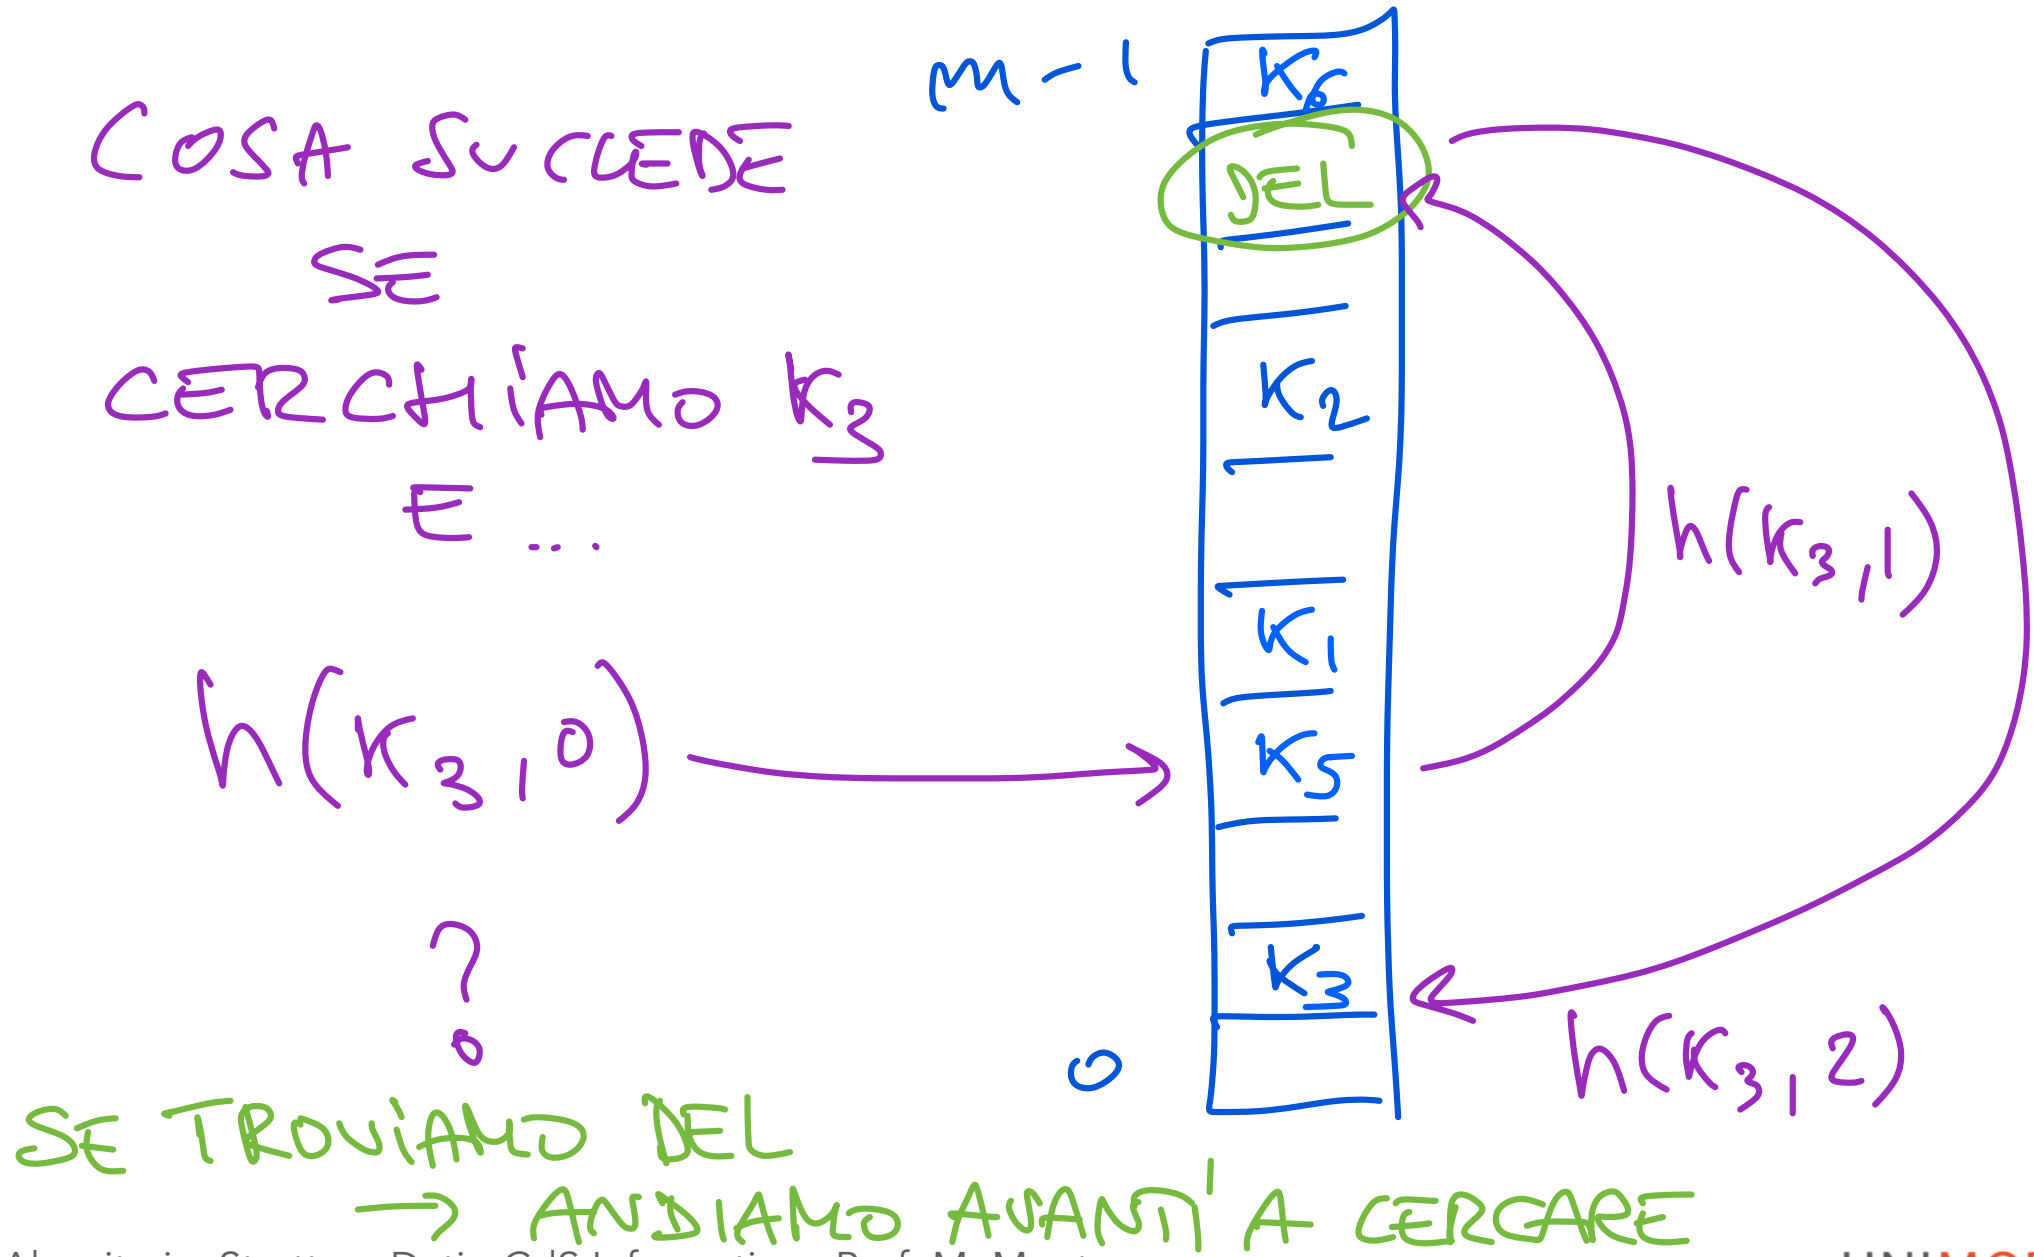 m-1
K6
COSA SUCCEDE
DEL
SE
CERCHIAMO K3
K2
E ...
h(K3,1)
K1
h(K3,0)
K5
?
K3
h(K3,2)
0
SE TROVIAMO DEL
→ ANDIAMO AVANTI A CERCARE